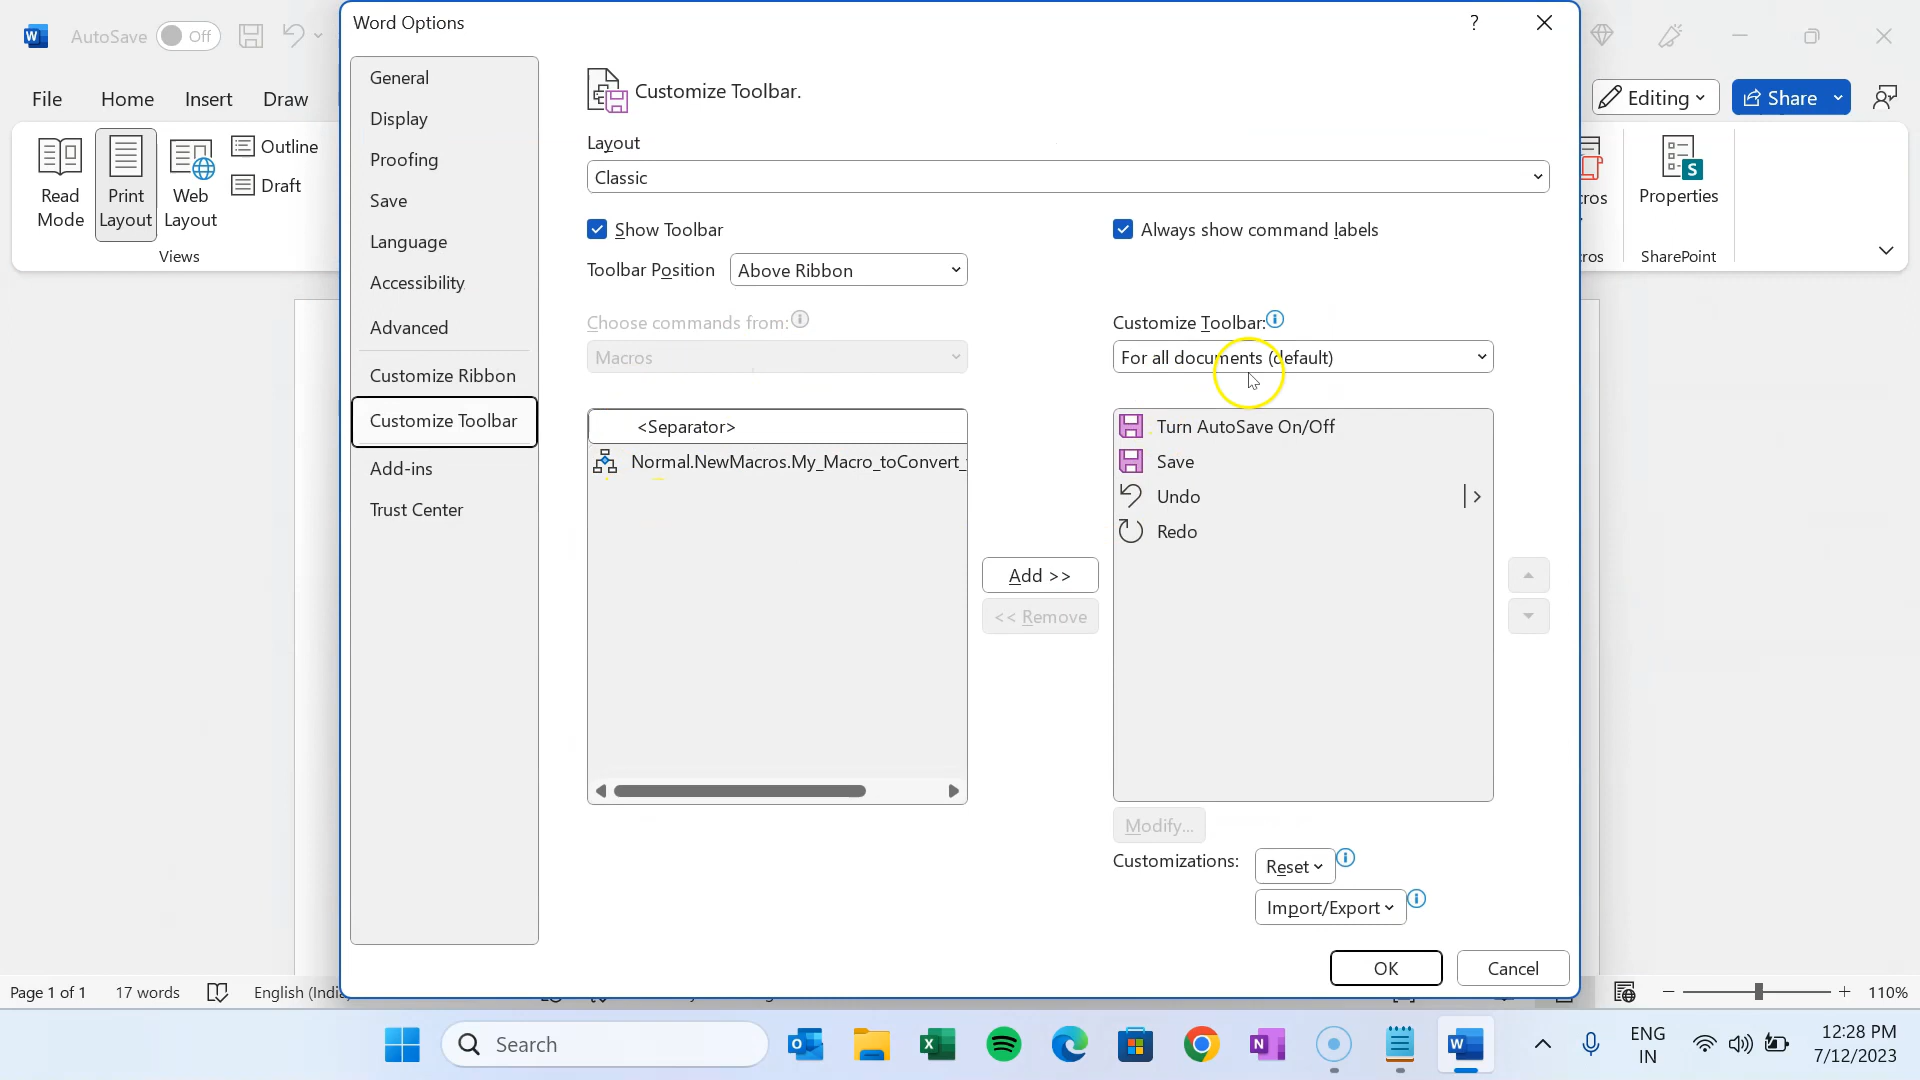 Word Options
?
AutoSave Off
File Home Insert Draw
Editing
Share
Read Mode
Print Layout
Web Layout
Outline
Draft
Views
Properties
SharePoint
General
Display
Proofing
Save
Language
Accessibility
Advanced
Customize Ribbon
Customize Toolbar
Add-ins
Trust Center
Customize Toolbar.
Layout
Classic
Show Toolbar
Always show command labels
Toolbar Position Above Ribbon
Choose commands from:
Macros
Customize Toolbar:
For all documents (default)
<Separator>
Normal.NewMacros.My_Macro_toConvert_
Add >>
<< Remove
Turn AutoSave On/Off
Save
Undo
Redo
Modify...
Customizations: Reset
Import/Export
OK
Cancel
Page 1 of 1 17 words
110%
Search
ENG
IN
12:28 PM
7/12/2023